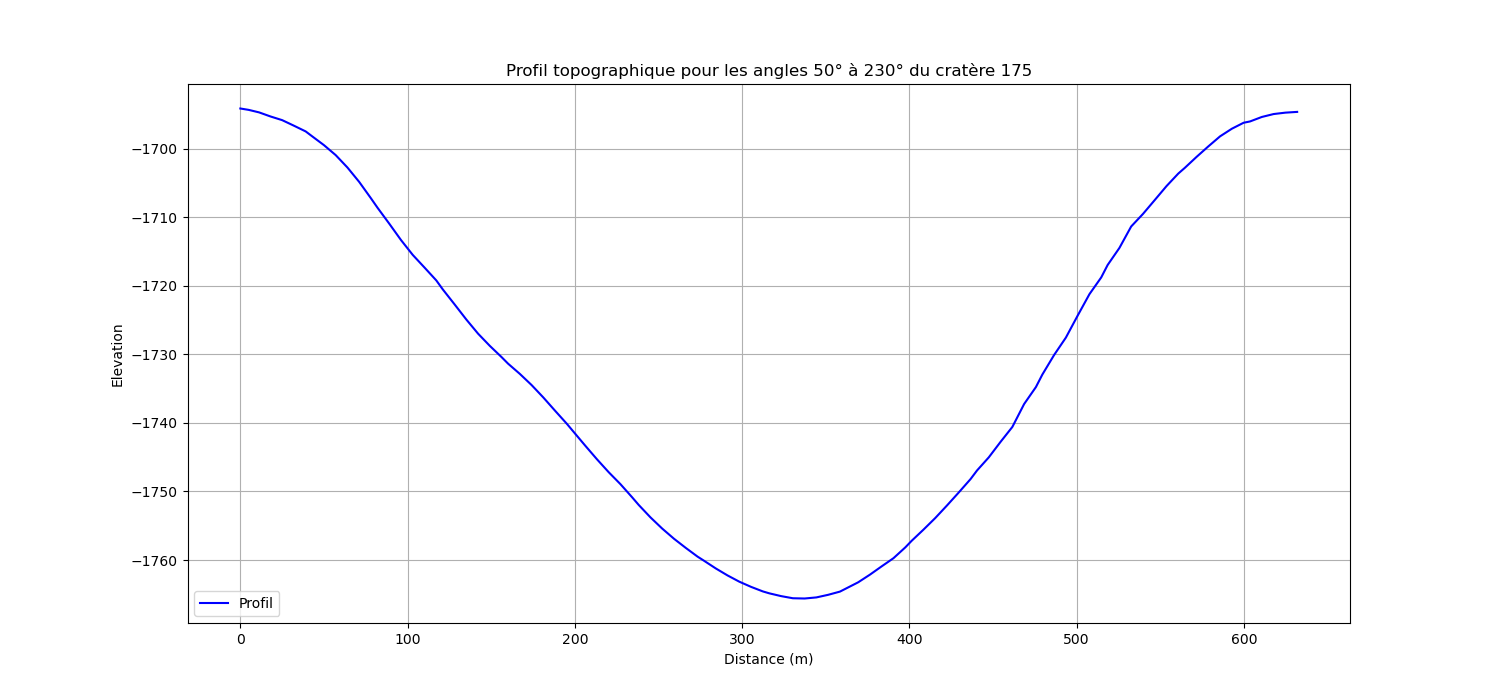 Profil topographique pour les angles 50° à 230° du cratère 175
Elevation
−1700
−1710
−1720
−1730
−1740
−1750
−1760
Profil
0 100 200 300 400 500 600
Distance (m)